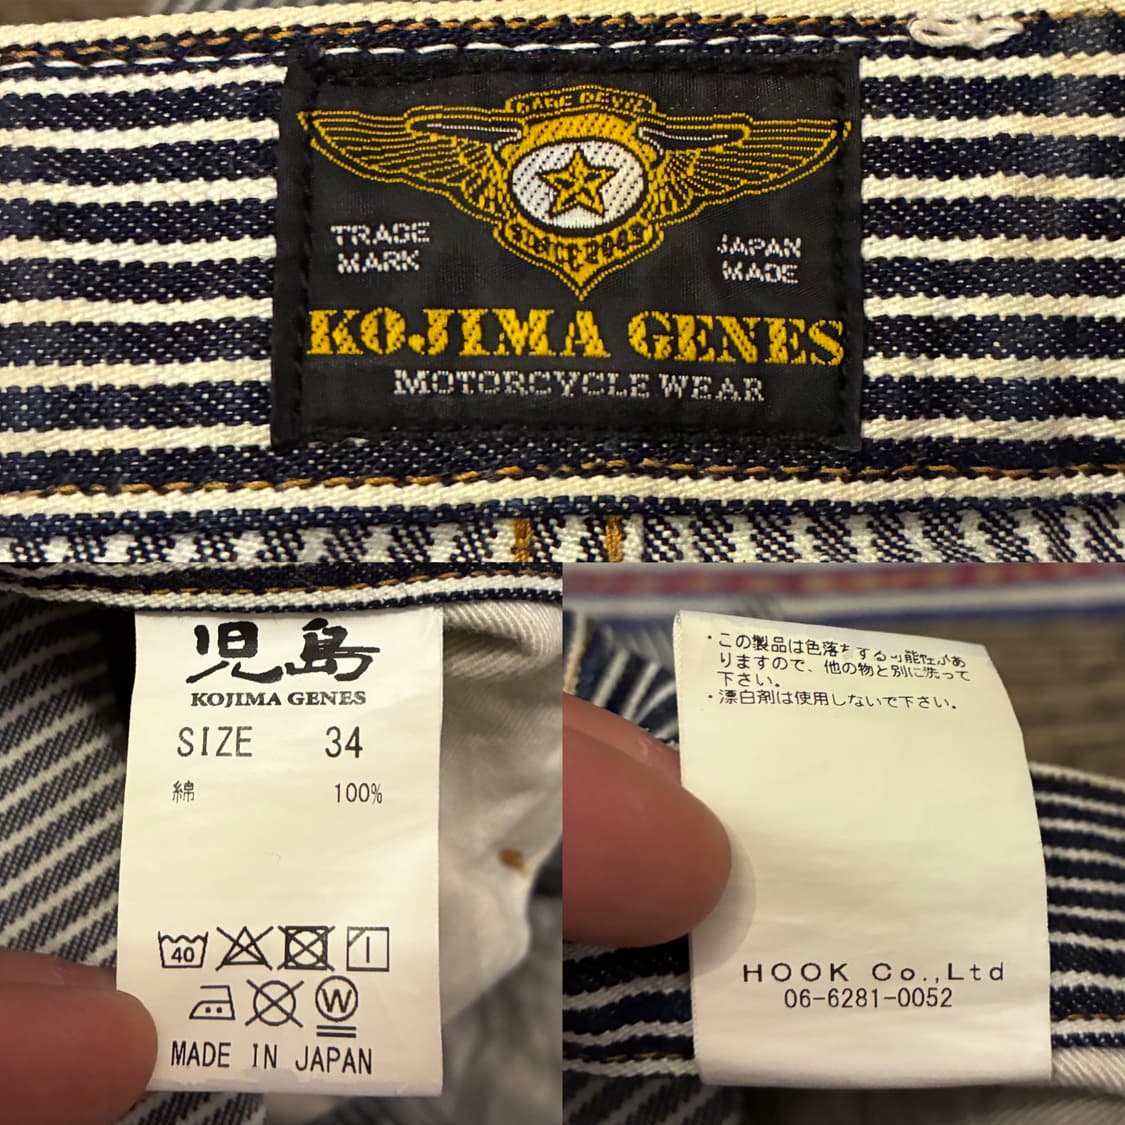 TRADE
MARK
JAPAN
MADE
KOJIMA GENES
MOTORCYCLE WEAR
児島
KOJIMA GENES
SIZE 34
綿 100%
40
W
MADE IN JAPAN
・この製品は色落ちする可能性があ
りますので、他の物と別に洗って
下さい。
・漂白剤は使用しないで下さい。
HOOK Co.,Ltd
06-6281-0052